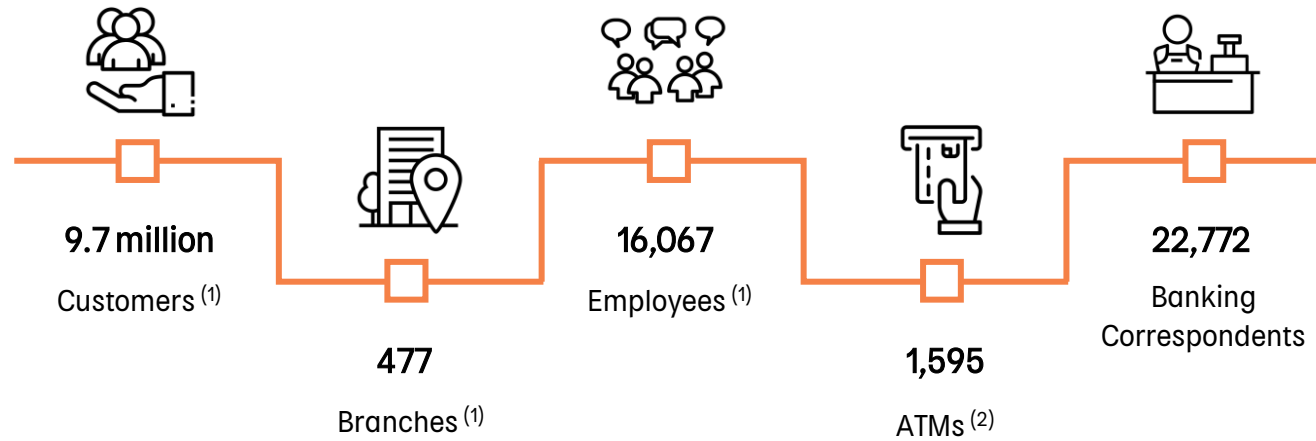 9.7 million
Customers (1)
477
Branches (1)
16,067
Employees (1)
1,595
ATMs (2)
22,772
Banking
Correspondents